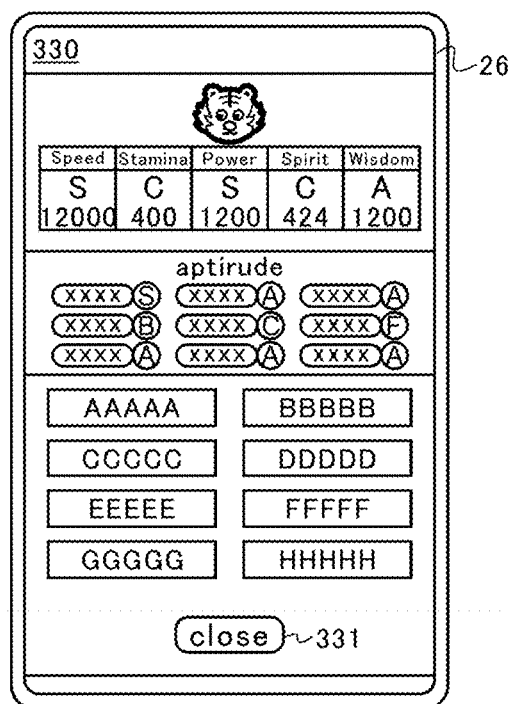 330
26
Speed Stamina Power Spirit Wisdom
S C S C A
12000 400 1200 424 1200
aptirude
XXXX S XXXX A XXXX A
XXXX B XXXX C XXXX F
XXXX A XXXX A XXXX A
AAAAA BBBBB
CCCCC DDDDD
EEEEE FFFFF
GGGGG HHHHH
close 331